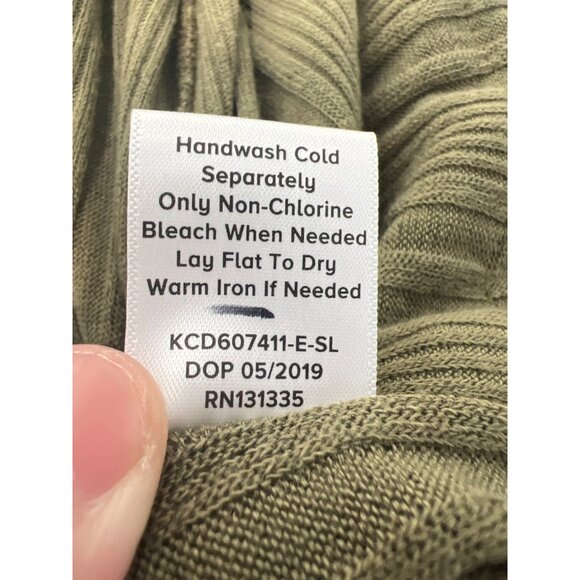 Handwash Cold
Separately
Only Non-Chlorine
Bleach When Needed
Lay Flat To Dry
Warm Iron If Needed
KCD607411-E-SL
DOP 05/2019
RN131335